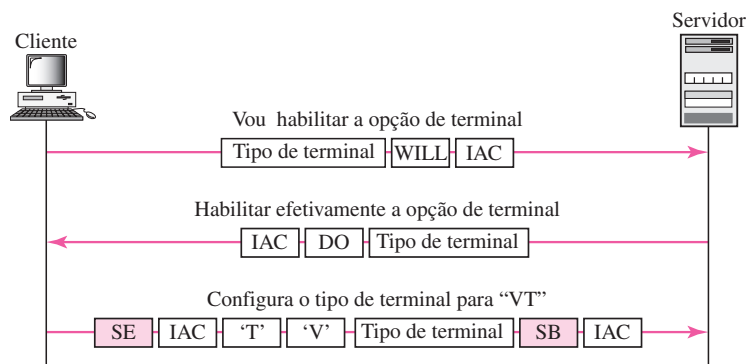 Servidor
Cliente
Vou habilitar a opção de terminal
Tipo de terminal WILL IAC
Habilitar efetivamente a opção de terminal
IAC DO Tipo de terminal
Configura o tipo de terminal para “VT”
SE IAC ‘T’ ‘V’ Tipo de terminal SB IAC